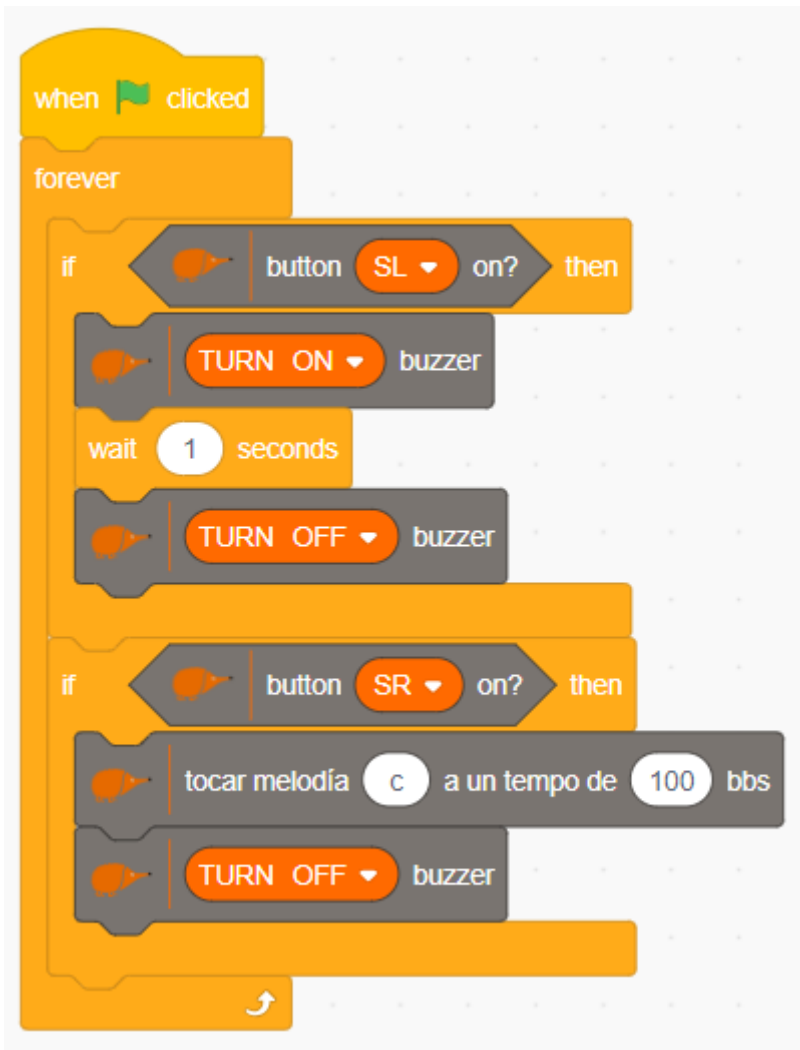 when clicked
forever
if button SL on? then
TURN ON buzzer
wait 1 seconds
TURN OFF buzzer
if button SR on? then
tocar melodía c a un tempo de 100 bbs
TURN OFF buzzer